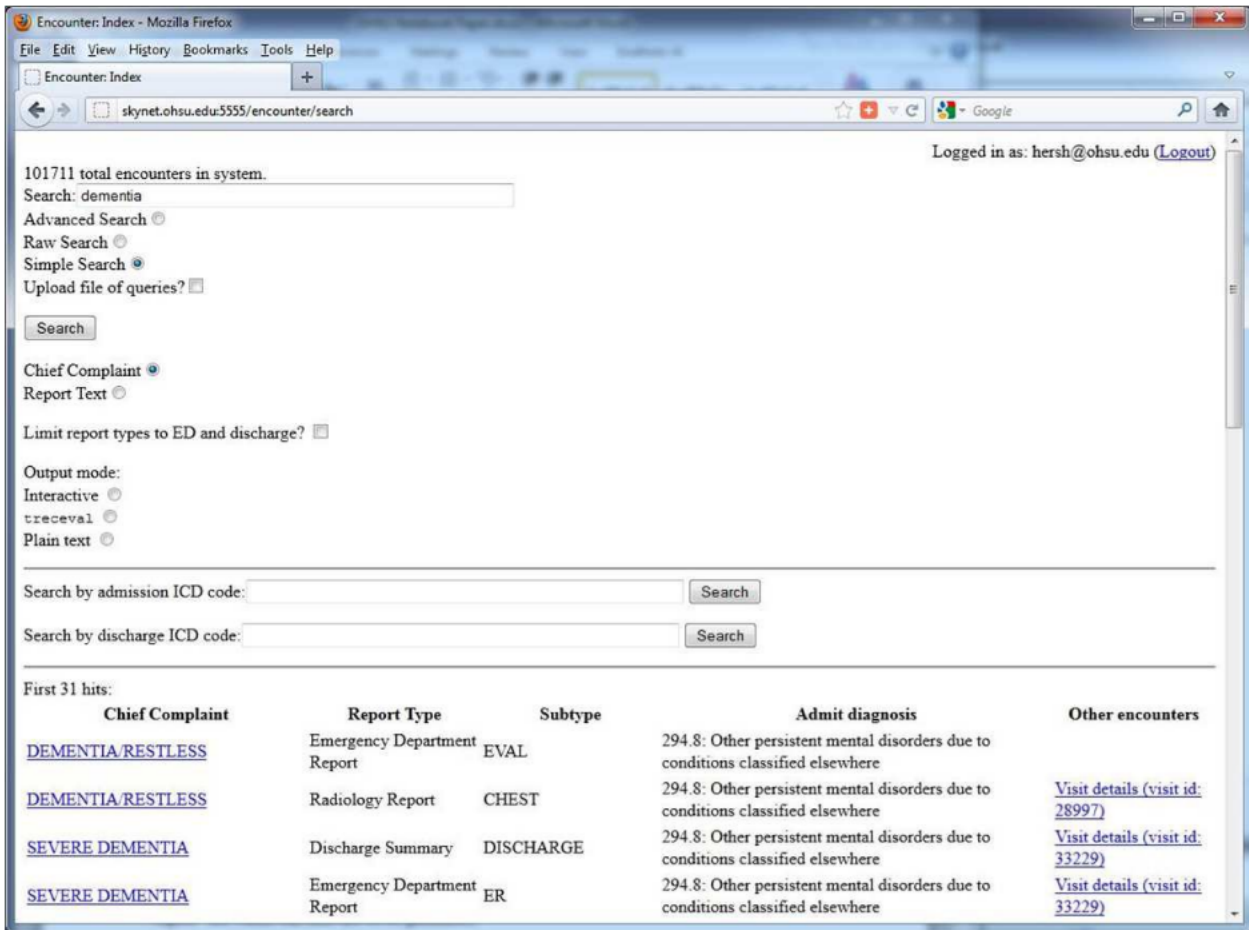 Encounter: Index - Mozilla Firefox
File Edit View History Bookmarks Tools Help
Encounter: Index
skynet.ohsu.edu:5555/encounter/search
Google
Logged in as: hersh@ohsu.edu (Logout)
101711 total encounters in system.
Search: dementia
Advanced Search
Raw Search
Simple Search
Upload file of queries?
Search
Chief Complaint
Report Text
Limit report types to ED and discharge?
Output mode:
Interactive
treceval
Plain text
Search by admission ICD code: Search
Search by discharge ICD code: Search
First 31 hits:
Chief Complaint Report Type Subtype Admit diagnosis Other encounters
DEMENTIA/RESTLESS Emergency Department Report EVAL 294.8: Other persistent mental disorders due to conditions classified elsewhere
DEMENTIA/RESTLESS Radiology Report CHEST 294.8: Other persistent mental disorders due to conditions classified elsewhere Visit details (visit id: 28997)
SEVERE DEMENTIA Discharge Summary DISCHARGE 294.8: Other persistent mental disorders due to conditions classified elsewhere Visit details (visit id: 33229)
SEVERE DEMENTIA Emergency Department Report ER 294.8: Other persistent mental disorders due to conditions classified elsewhere Visit details (visit id: 33229)